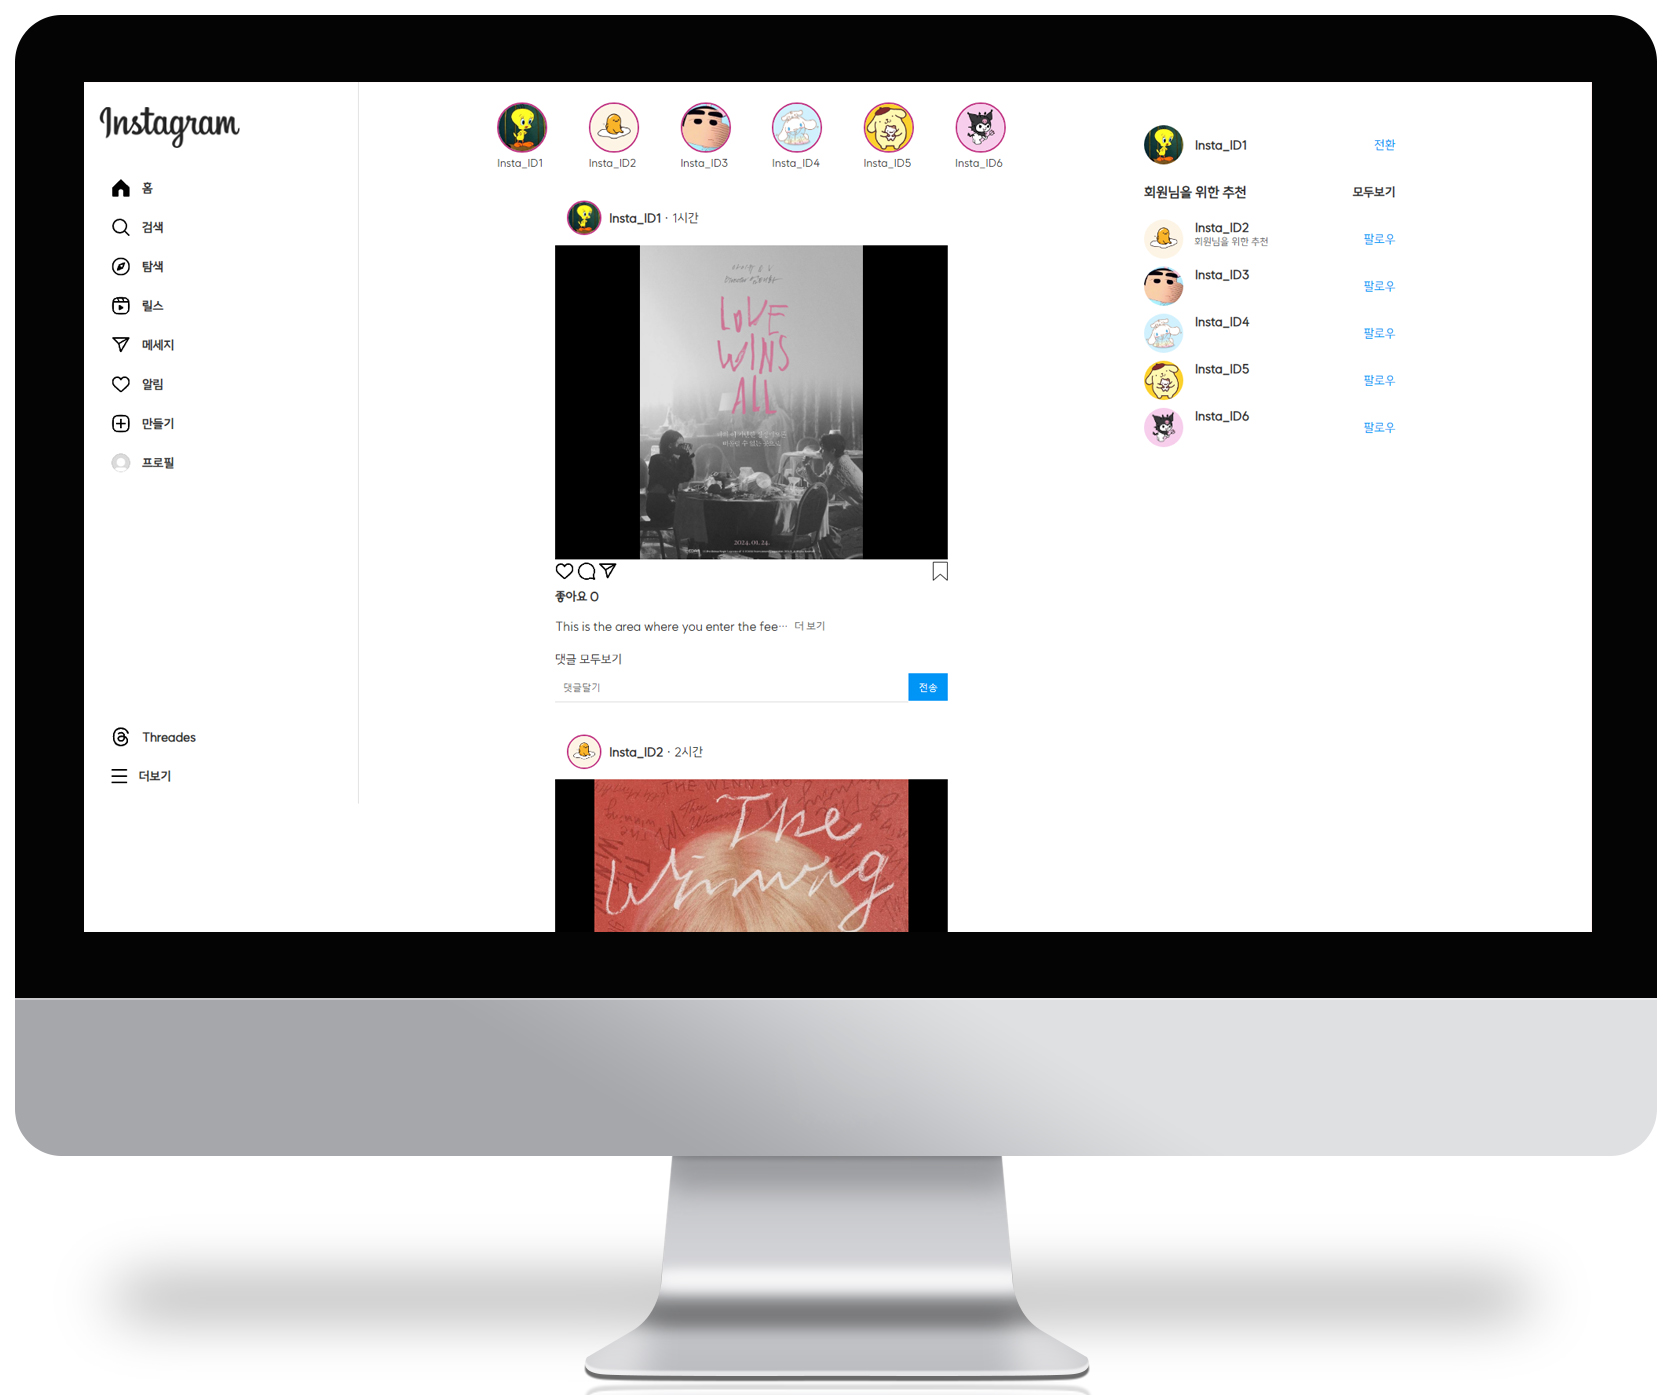 Instagram
홈
검색
탐색
릴스
메세지
알림
만들기
프로필
Threades
더보기
Insta_ID1
Insta_ID2
Insta_ID3
Insta_ID4
Insta_ID5
Insta_ID6
Insta_ID1 · 1시간
LOVE
WINS
ALL
2024. 01. 24.
좋아요 0
This is the area where you enter the fee··· 더 보기
댓글 모두보기
댓글달기 전송
Insta_ID2 · 2시간
The
Winning
Insta_ID1 전환
회원님을 위한 추천 모두보기
Insta_ID2
회원님을 위한 추천 팔로우
Insta_ID3 팔로우
Insta_ID4 팔로우
Insta_ID5 팔로우
Insta_ID6 팔로우